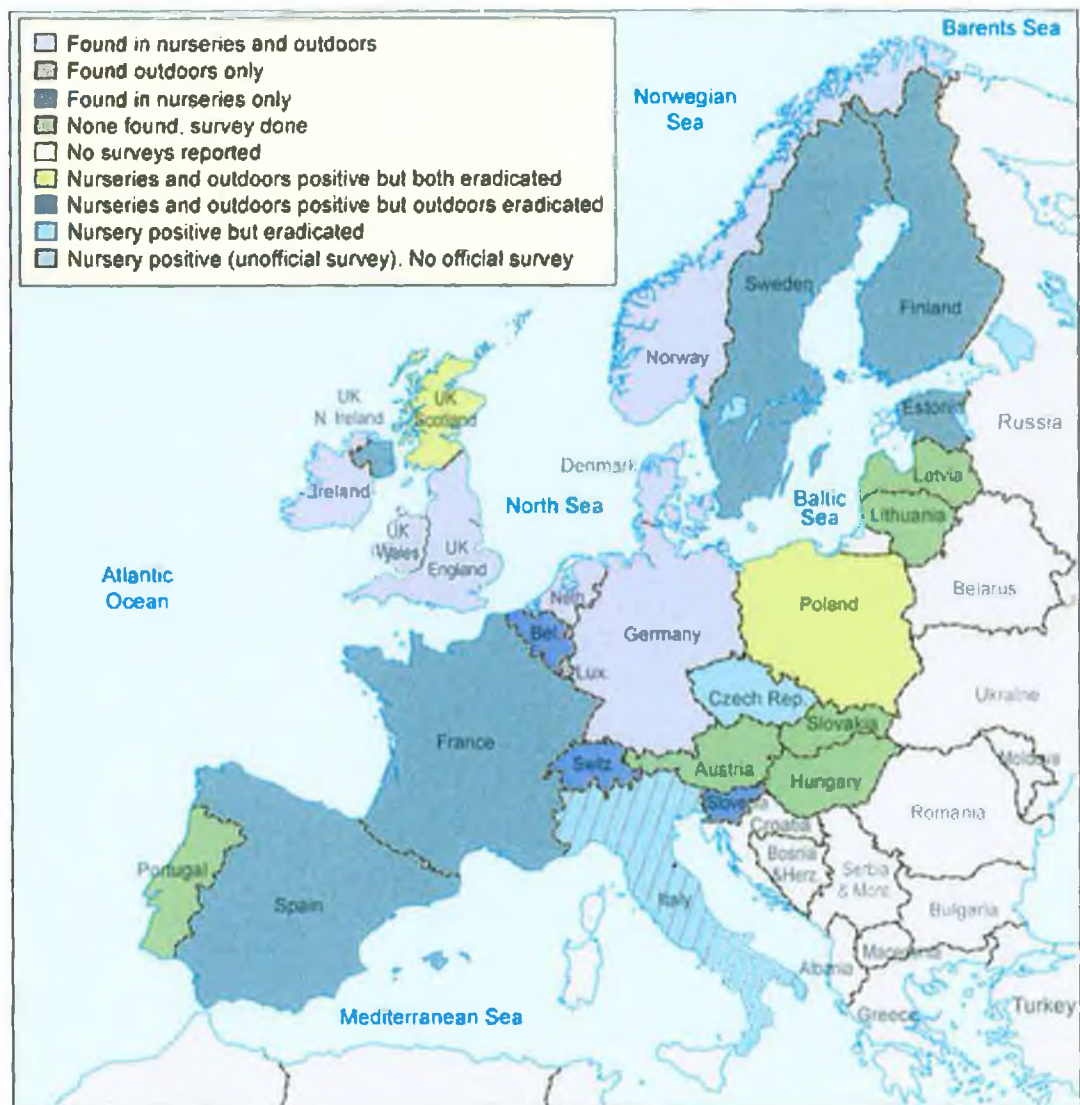 Found in nurseries and outdoors
Found outdoors only
Found in nurseries only
None found, survey done
No surveys reported
Nurseries and outdoors positive but both eradicated
Nurseries and outdoors positive but outdoors eradicated
Nursery positive but eradicated
Nursery positive (unofficial survey). No official survey
Barents Sea
Norwegian
Sea
Sweden
Finland
Norway
UK
N. Ireland
UK
Scotland
Estonia
Russia
Denmark
Latvia
Ireland
North Sea
Baltic
Sea
Lithuania
UK
Wales
UK
England
Atlantic
Ocean
Belarus
Neth.
Poland
Bel.
Germany
Lux.
Czech Rep.
Ukraine
Slovakia
France
Switz
Austria
Hungary
Moldova
Slovenia
Croatia
Romania
Bosnia
&Herz.
Serbia
& Mont.
Portugal
Spain
Italy
Bulgaria
Macedonia
Albania
Mediterranean Sea
Greece
Turkey